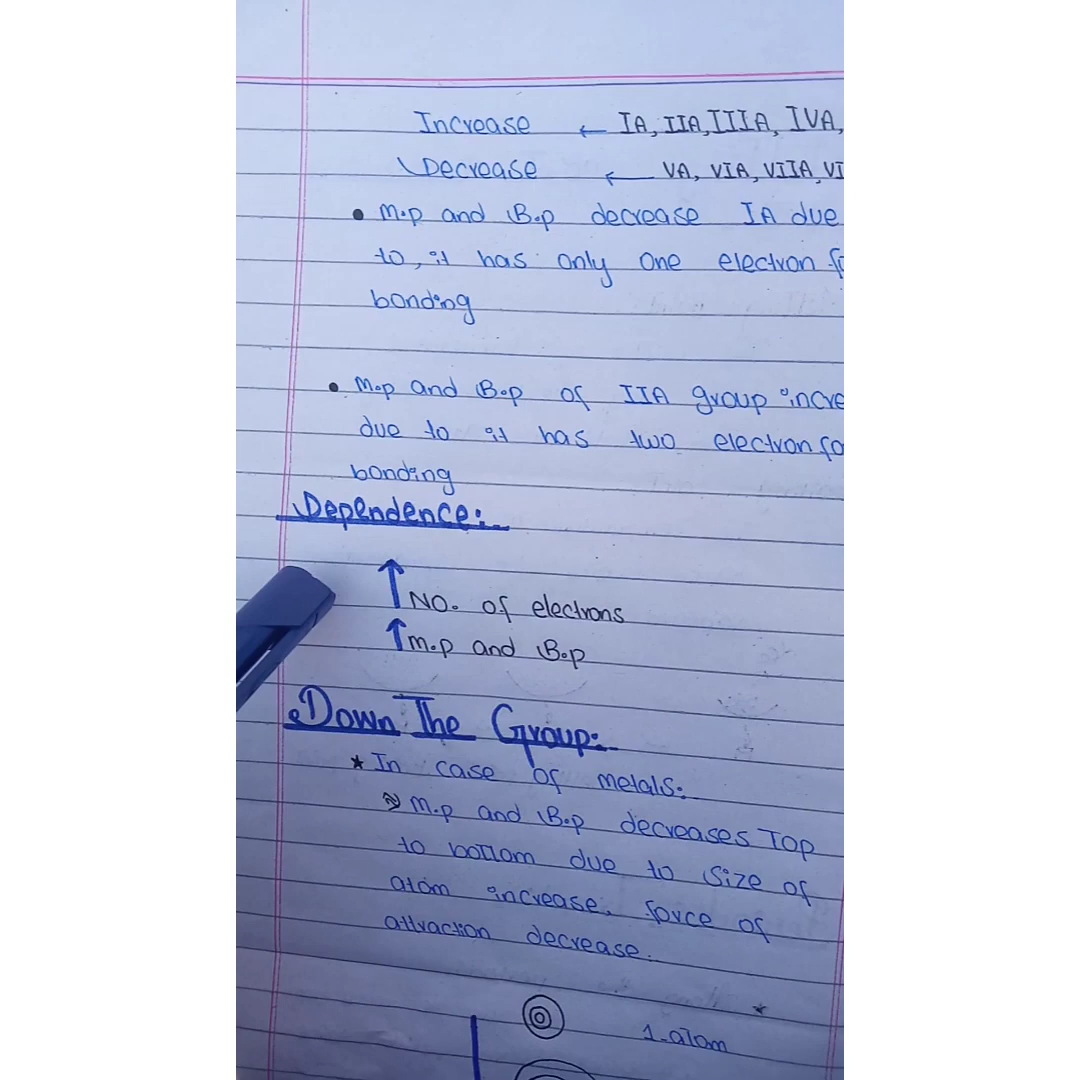 Increase ← IA, IIA, IIIA, IVA,
Decrease ← VA, VIA, VIIA, VI
• M.p and B.p decrease IA due
to, it has only one electron fo
bonding
• M.p and B.p of IIA group incre
due to it has two electron fo
bonding
Dependence:-
↑ No. of electrons
↑ M.p and B.p
Down The Group:-
* In case of metals:
M.p and B.p decreases Top
to bottom due to size of
atom increase, force of
attraction decrease.
1-atom